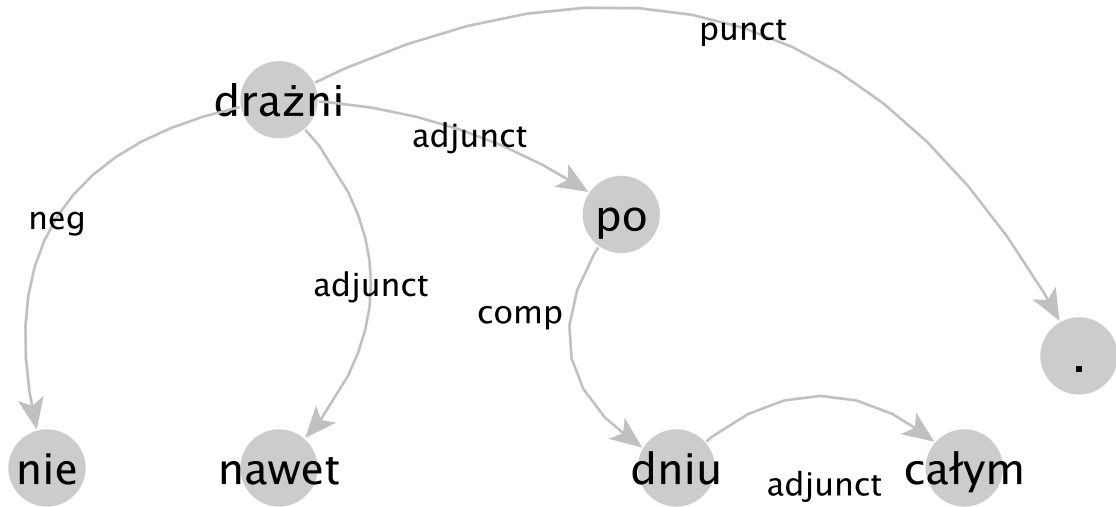 punct
drażni
adjunct
po
neg
adjunct
comp
.
nie
nawet
dniu
adjunct
całym